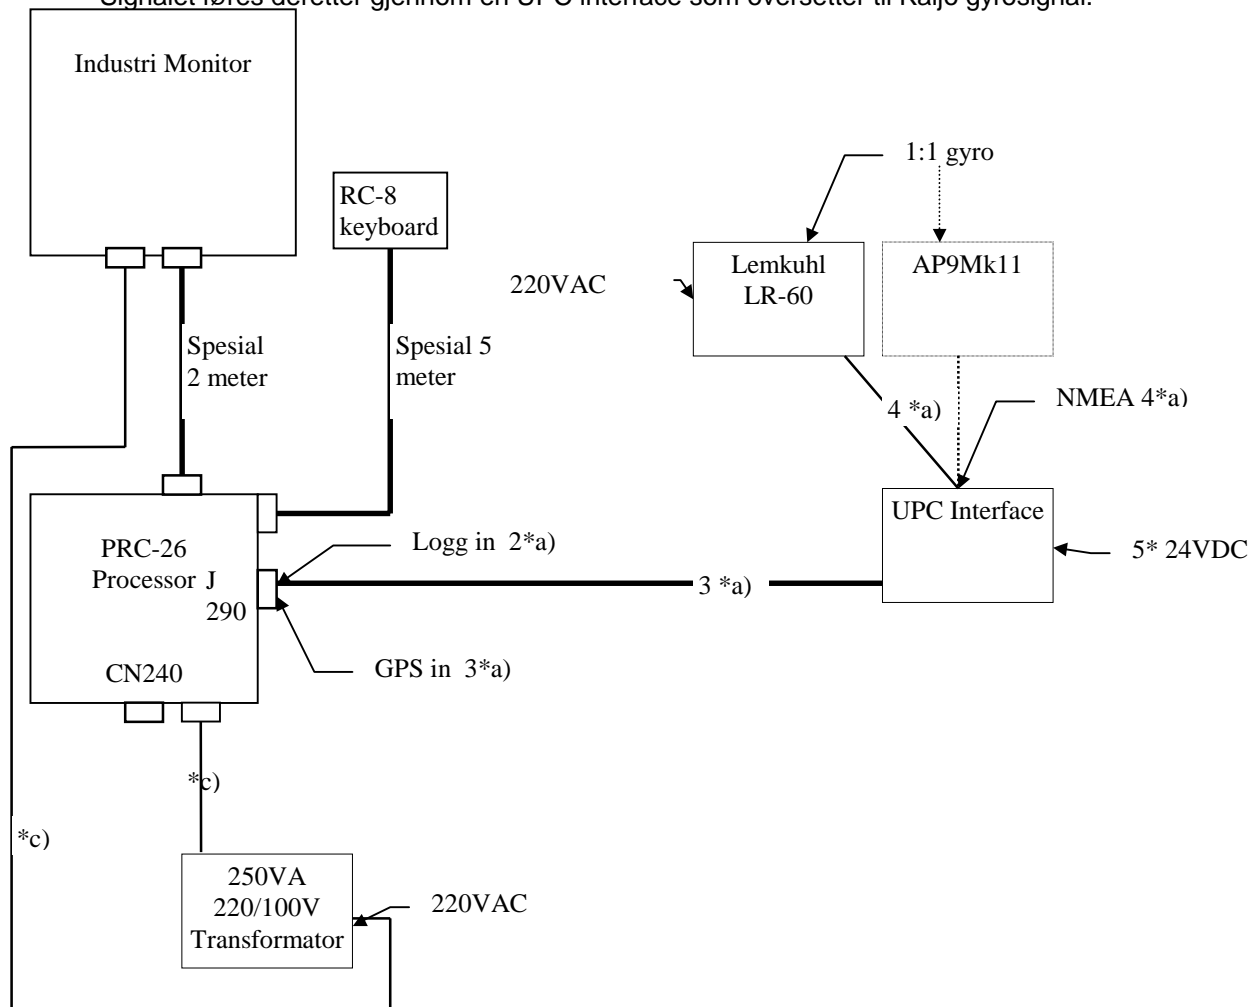 Signalet føres deretter gjennom en UPC interface som oversetter til Kaijo gyrosignal.
Industri Monitor
1:1 gyro
RC-8
keyboard
Lemkuhl
LR-60
AP9Mk11
220VAC
Spesial
2 meter
Spesial 5
meter
4 *a)
NMEA 4*a)
UPC Interface
PRC-26
Processor J
290
Logg in 2*a)
5* 24VDC
3 *a)
GPS in 3*a)
CN240
*c)
*c)
250VA
220/100V
Transformator
220VAC